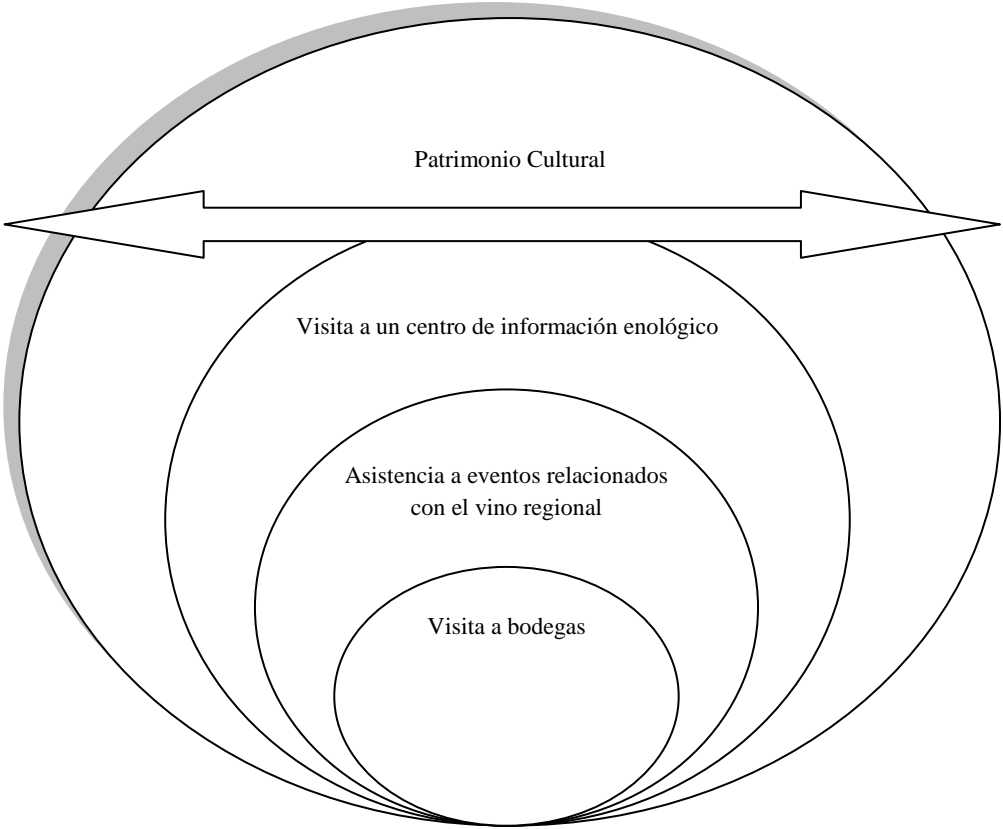 Patrimonio Cultural
Visita a un centro de información enológico
Asistencia a eventos relacionados
con el vino regional
Visita a bodegas